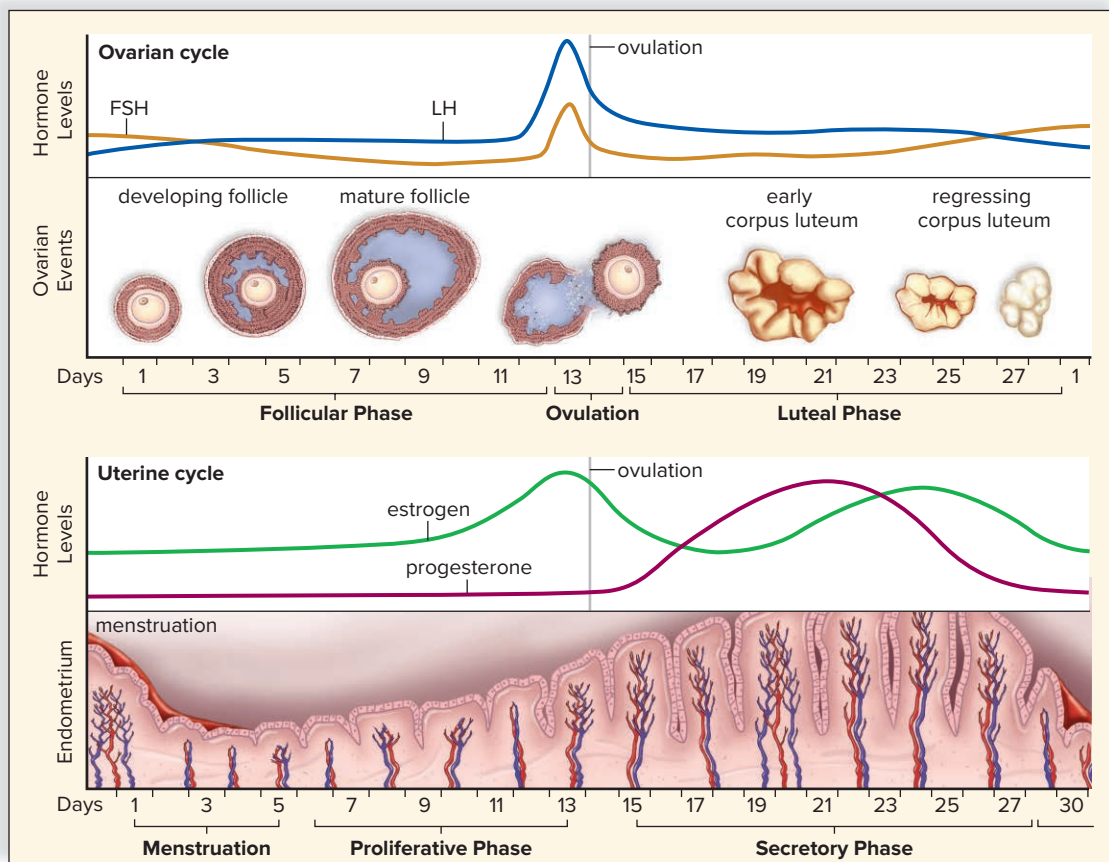 Ovarian cycle
ovulation
Hormone
Levels
FSH
LH
Ovarian
Events
developing follicle
mature follicle
early
corpus luteum
regressing
corpus luteum
Days 1 3 5 7 9 11 13 15 17 19 21 23 25 27 1
Follicular Phase Ovulation Luteal Phase
Uterine cycle
ovulation
Hormone
Levels
estrogen
progesterone
Endometrium
menstruation
Days 1 3 5 7 9 11 13 15 17 19 21 23 25 27 30
Menstruation Proliferative Phase Secretory Phase